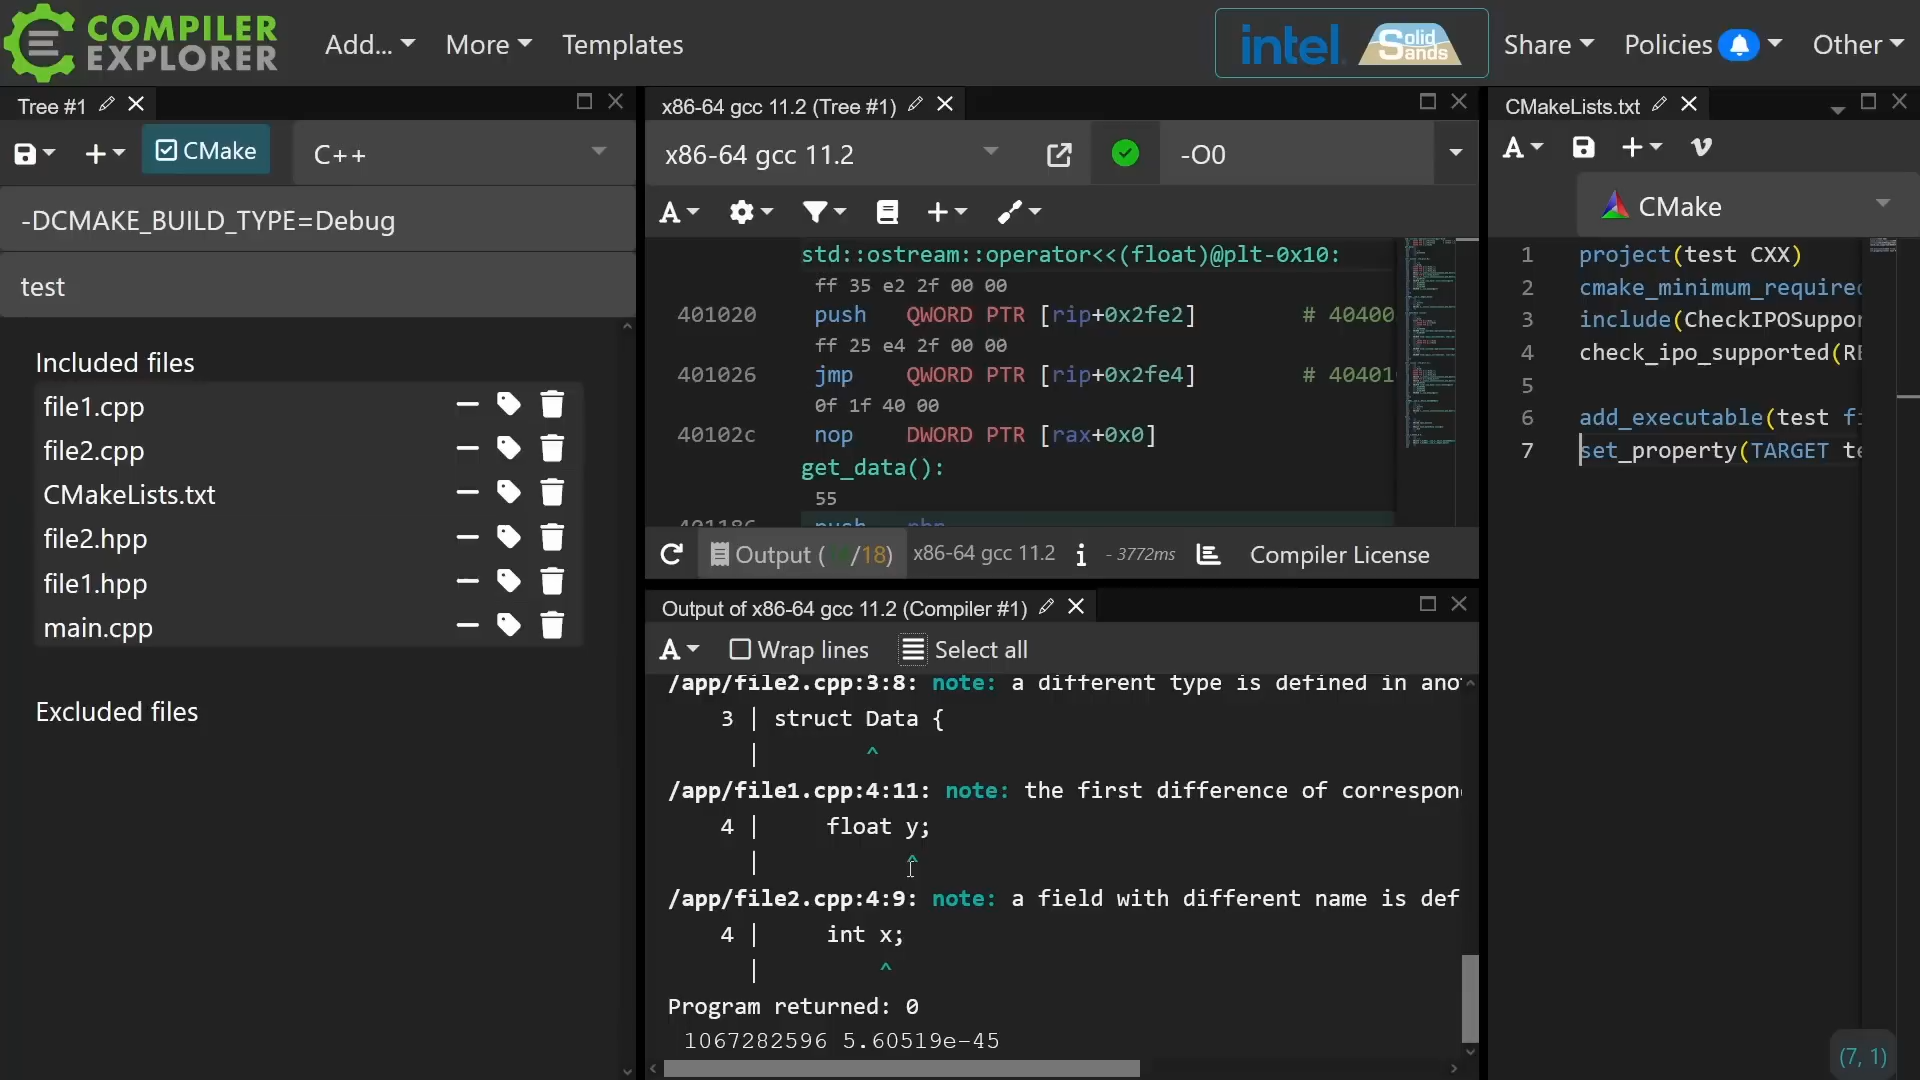 COMPILER EXPLORER
Add...
More
Templates
intel
Solid Sands
Share
Policies
Other
Tree #1
CMake
C++
-DCMAKE_BUILD_TYPE=Debug
test
Included files
file1.cpp
file2.cpp
CMakeLists.txt
file2.hpp
file1.hpp
main.cpp
Excluded files
x86-64 gcc 11.2 (Tree #1)
x86-64 gcc 11.2
-O0
A
std::ostream::operator<<(float)@plt-0x10:
ff 35 e2 2f 00 00
401020 push QWORD PTR [rip+0x2fe2] # 40400
ff 25 e4 2f 00 00
401026 jmp QWORD PTR [rip+0x2fe4] # 40401
0f 1f 40 00
40102c nop DWORD PTR [rax+0x0]
get_data():
55
401186 push rbp
Output ( /18) x86-64 gcc 11.2 i - 3772ms Compiler License
Output of x86-64 gcc 11.2 (Compiler #1)
A Wrap lines Select all
/app/file2.cpp:3:8: note: a different type is defined in ano
3 | struct Data {
| ^
/app/file1.cpp:4:11: note: the first difference of correspon
4 | float y;
| ^
/app/file2.cpp:4:9: note: a field with different name is def
4 | int x;
| ^
Program returned: 0
1067282596 5.60519e-45
CMakeLists.txt
A
CMake
1 project(test CXX)
2 cmake_minimum_required
3 include(CheckIPOSuppor
4 check_ipo_supported(RE
5
6 add_executable(test fi
7 set_property(TARGET te
(7, 1)